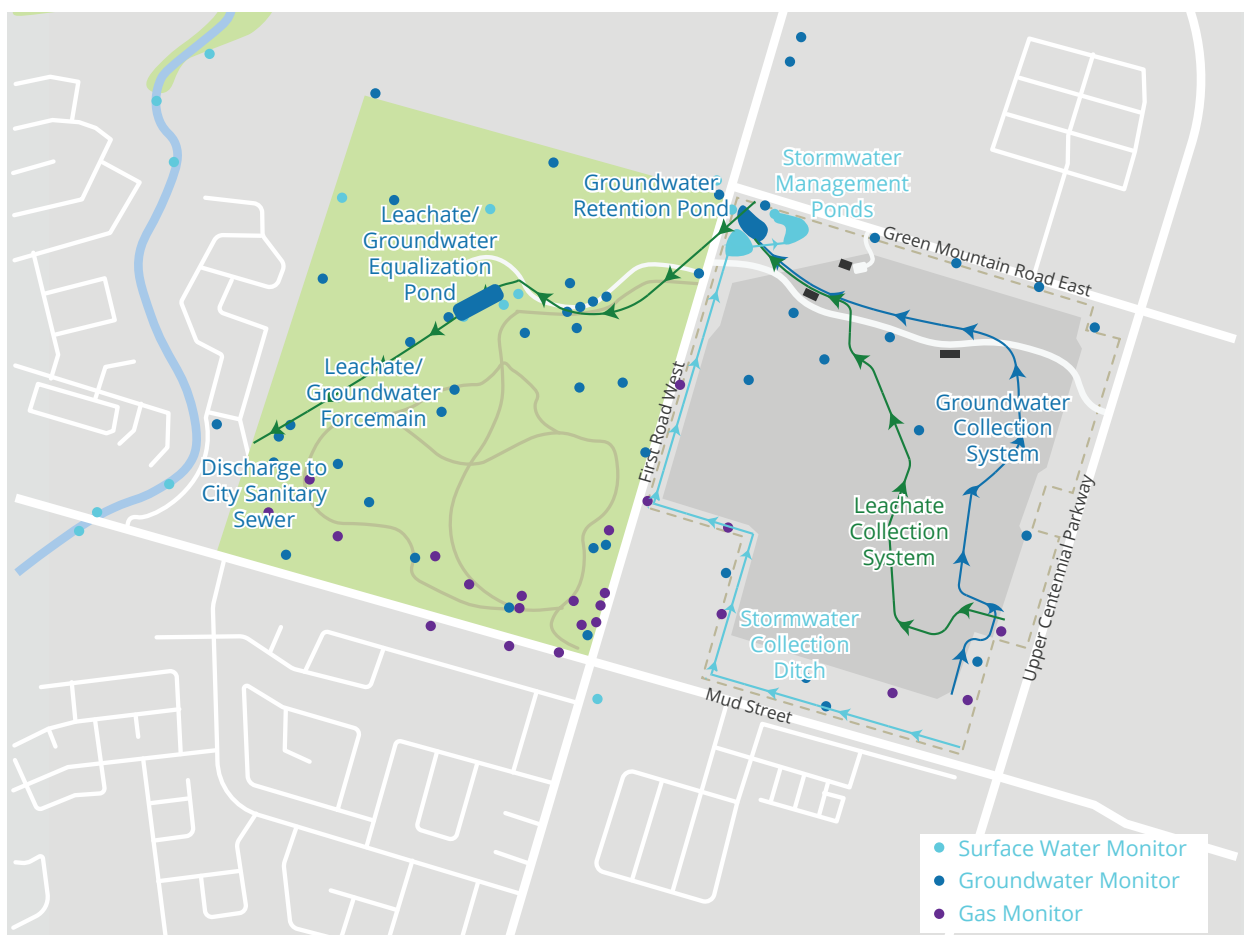 Stormwater
Management
Ponds
Groundwater
Retention Pond
Leachate/
Groundwater
Equalization
Pond
Green Mountain Road East
Leachate/
Groundwater
Forcemain
First Road West
Groundwater
Collection
System
Discharge to
City Sanitary
Sewer
Leachate
Collection
System
Upper Centennial Parkway
Stormwater
Collection
Ditch
Mud Street
Surface Water Monitor
Groundwater Monitor
Gas Monitor